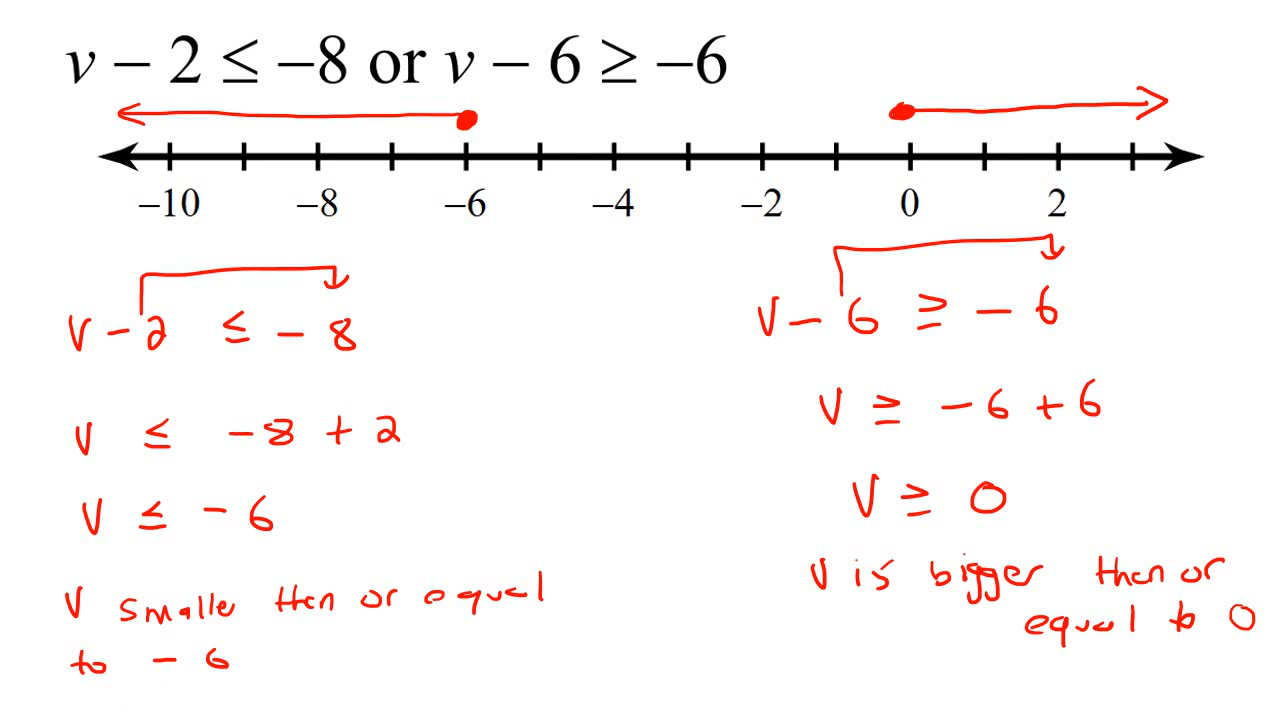 v − 2 ≤ −8 or v − 6 ≥ −6
−10 −8 −6 −4 −2 0 2
v − 2 ≤ − 8
v ≤ −8 + 2
v ≤ − 6
v smaller then or equal
to − 6
v − 6 ≥ − 6
v ≥ −6 + 6
v ≥ 0
v is bigger then or
equal to 0